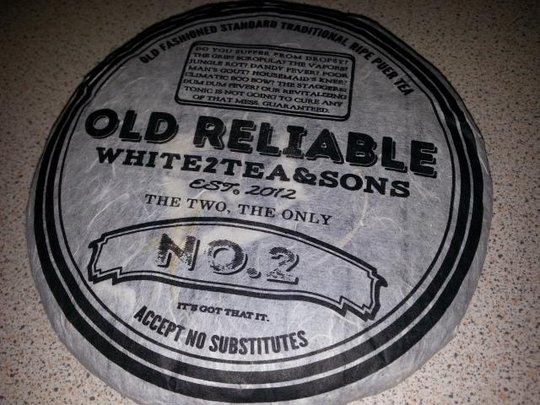 OLD FASHIONED STANDARD TRADITIONAL RIPE PUER TEA
DO YOU SUFFER FROM DROPSY?
THE GRIP? SCROFULA? THE VAPORS?
JUNGLE ROT? DANDY FEVER? POOR
MAN'S GOUT? HOUSEMAID'S KNEE?
CLIMATIC BOO BOW? THE STAGGERS?
DUM DUM FEVER? OUR REVITALIZING
TONIC IS NOT GOING TO CURE ANY
OF THAT MESS, GUARANTEED.
OLD RELIABLE
WHITE2TEA&SONS
EST. 2012
THE TWO, THE ONLY
NO.2
IT'S GOT THAT IT.
ACCEPT NO SUBSTITUTES